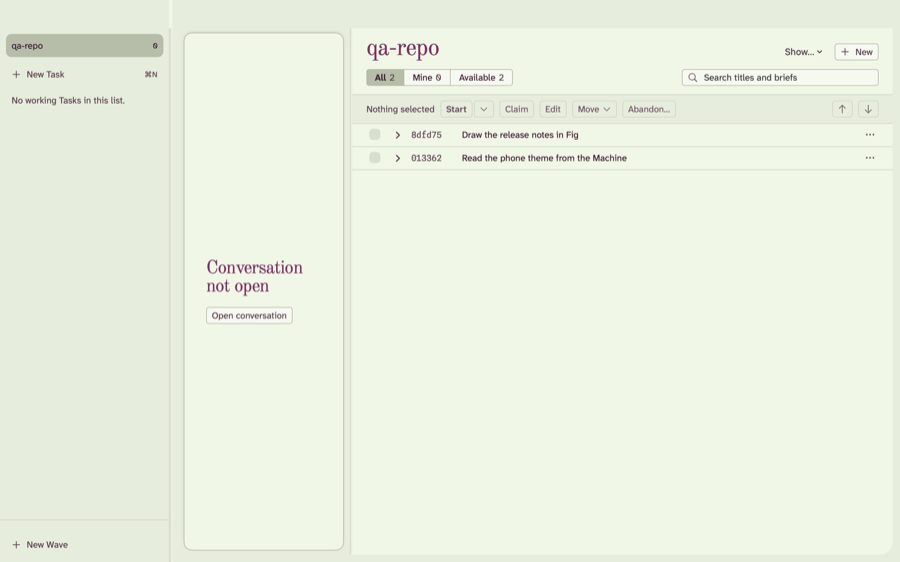 qa-repo 0
+ New Task ⌘N
No working Tasks in this list.
+ New Wave
Conversation
not open
Open conversation
qa-repo
Show...
+ New
All 2
Mine 0
Available 2
Search titles and briefs
Nothing selected
Start
Claim
Edit
Move
Abandon...
8dfd75 Draw the release notes in Fig
013362 Read the phone theme from the Machine